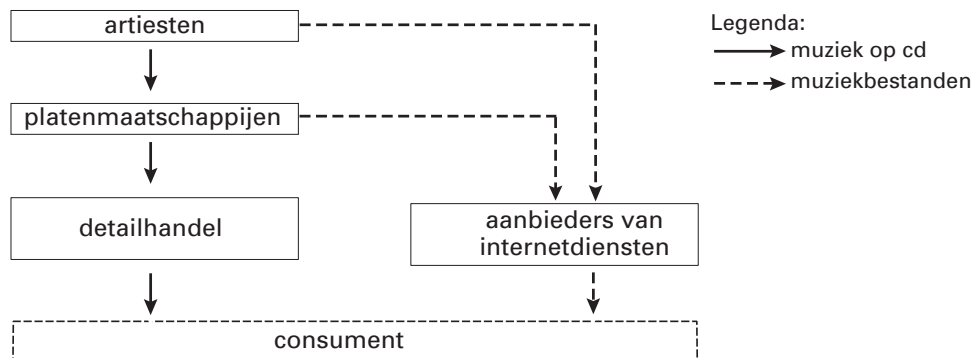 artiesten
Legenda:
muziek op cd
muziekbestanden
platenmaatschappijen
detailhandel
aanbieders van
internetdiensten
consument